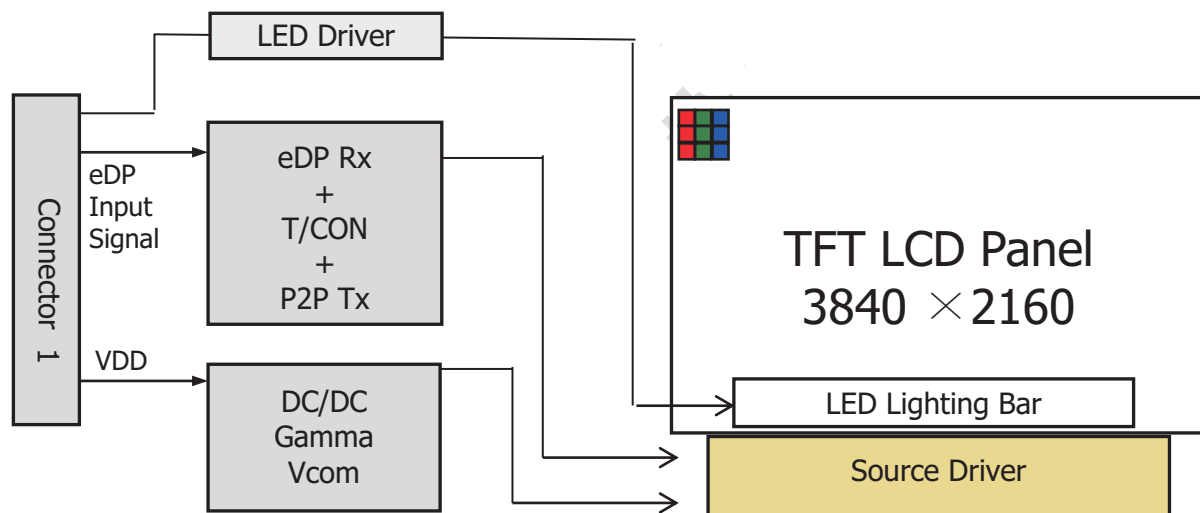 LED Driver
Connector 1
eDP
Input
Signal
eDP Rx
+
T/CON
+
P2P Tx
VDD
DC/DC
Gamma
Vcom
TFT LCD Panel
3840 ×2160
LED Lighting Bar
Source Driver